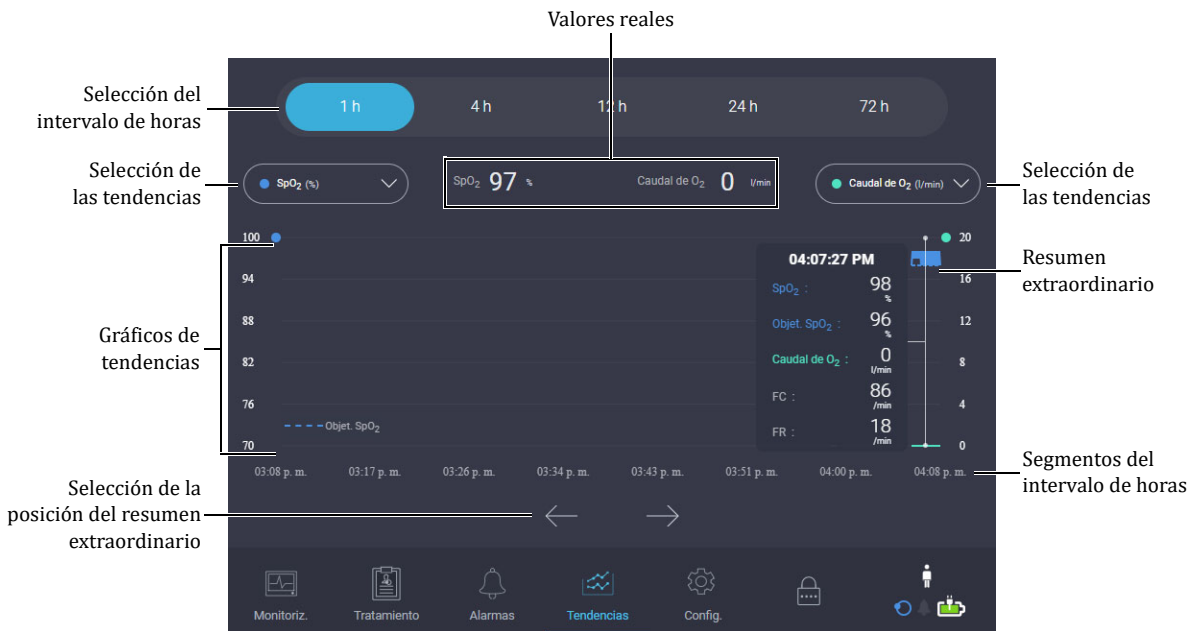 Valores reales
Selección del
intervalo de horas
1 h
4 h
12 h
24 h
72 h
Selección de
las tendencias
SpO₂ (%)
SpO₂ 97 %
Caudal de O₂ 0 l/min
Caudal de O₂ (l/min)
Selección de
las tendencias
100
94
88
82
76
70
20
16
12
8
4
0
04:07:27 PM
SpO₂ : 98 %
Objet. SpO₂ : 96 %
Caudal de O₂ : 0 l/min
FC : 86 /min
FR : 18 /min
Resumen
extraordinario
Gráficos de
tendencias
Objet. SpO₂
03:08 p. m. 03:17 p. m. 03:26 p. m. 03:34 p. m. 03:43 p. m. 03:51 p. m. 04:00 p. m. 04:08 p. m.
Segmentos del
intervalo de horas
Selección de la
posición del resumen
extraordinario
Monitoriz.
Tratamiento
Alarmas
Tendencias
Config.